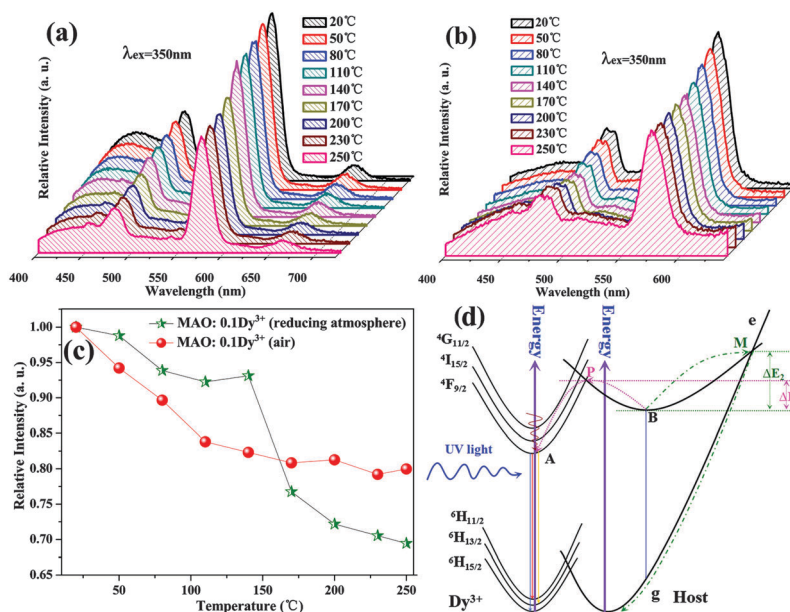 (a)
λex=350nm
20℃
50℃
80℃
110℃
140℃
170℃
200℃
230℃
250℃
Relative Intensity (a. u.)
400 450 500 550 600 650 700
Wavelength (nm)
(b)
λex=350nm
20℃
50℃
80℃
110℃
140℃
170℃
200℃
230℃
250℃
Relative Intensity (a. u.)
400 450 500 550 600
Wavelength (nm)
(c)
MAO: 0.1Dy³⁺ (reducing atmosphere)
MAO: 0.1Dy³⁺ (air)
Relative Intensity (a. u.)
1.00
0.95
0.90
0.85
0.80
0.75
0.70
0.65
0 50 100 150 200 250
Temperature (℃)
(d)
Energy
Energy
e
M
⁴G₁₁/₂
⁴I₁₅/₂
⁴F₉/₂
P
ΔE₂
B
A
UV light
⁶H₁₁/₂
⁶H₁₃/₂
⁶H₁₅/₂
g
Dy³⁺
Host